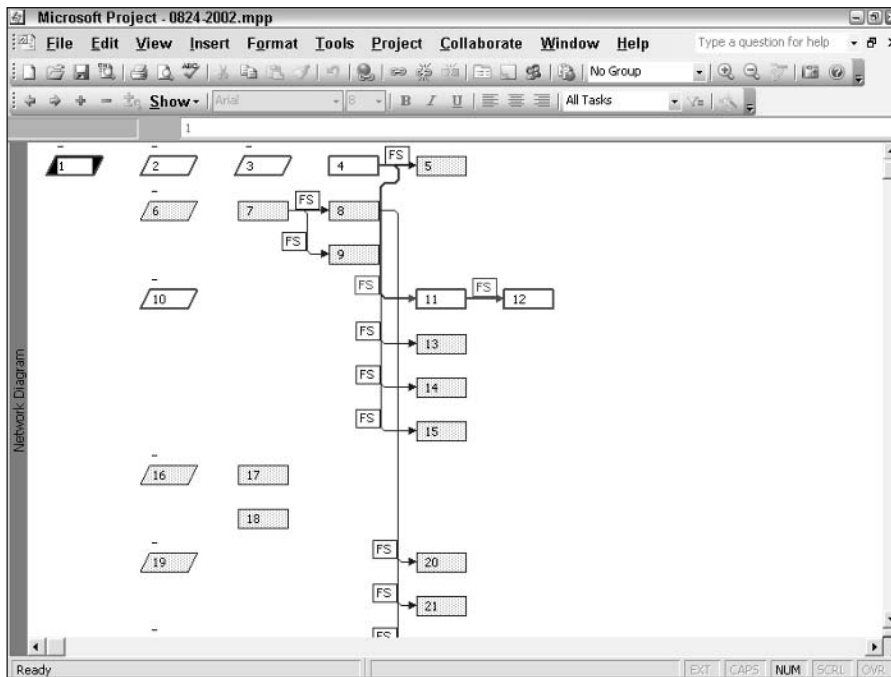 Microsoft Project - 0824-2002.mpp
File Edit View Insert Format Tools Project Collaborate Window Help Type a question for help
No Group
Show Arial 8 B I U All Tasks
1
1 2 3 4 FS 5
6 7 FS 8
FS 9
10 FS 11 FS 12
FS 13
FS 14
FS 15
16 17
18
19 FS 20
FS 21
FS
Network Diagram
Ready EXT CAPS NUM SCRL OVR